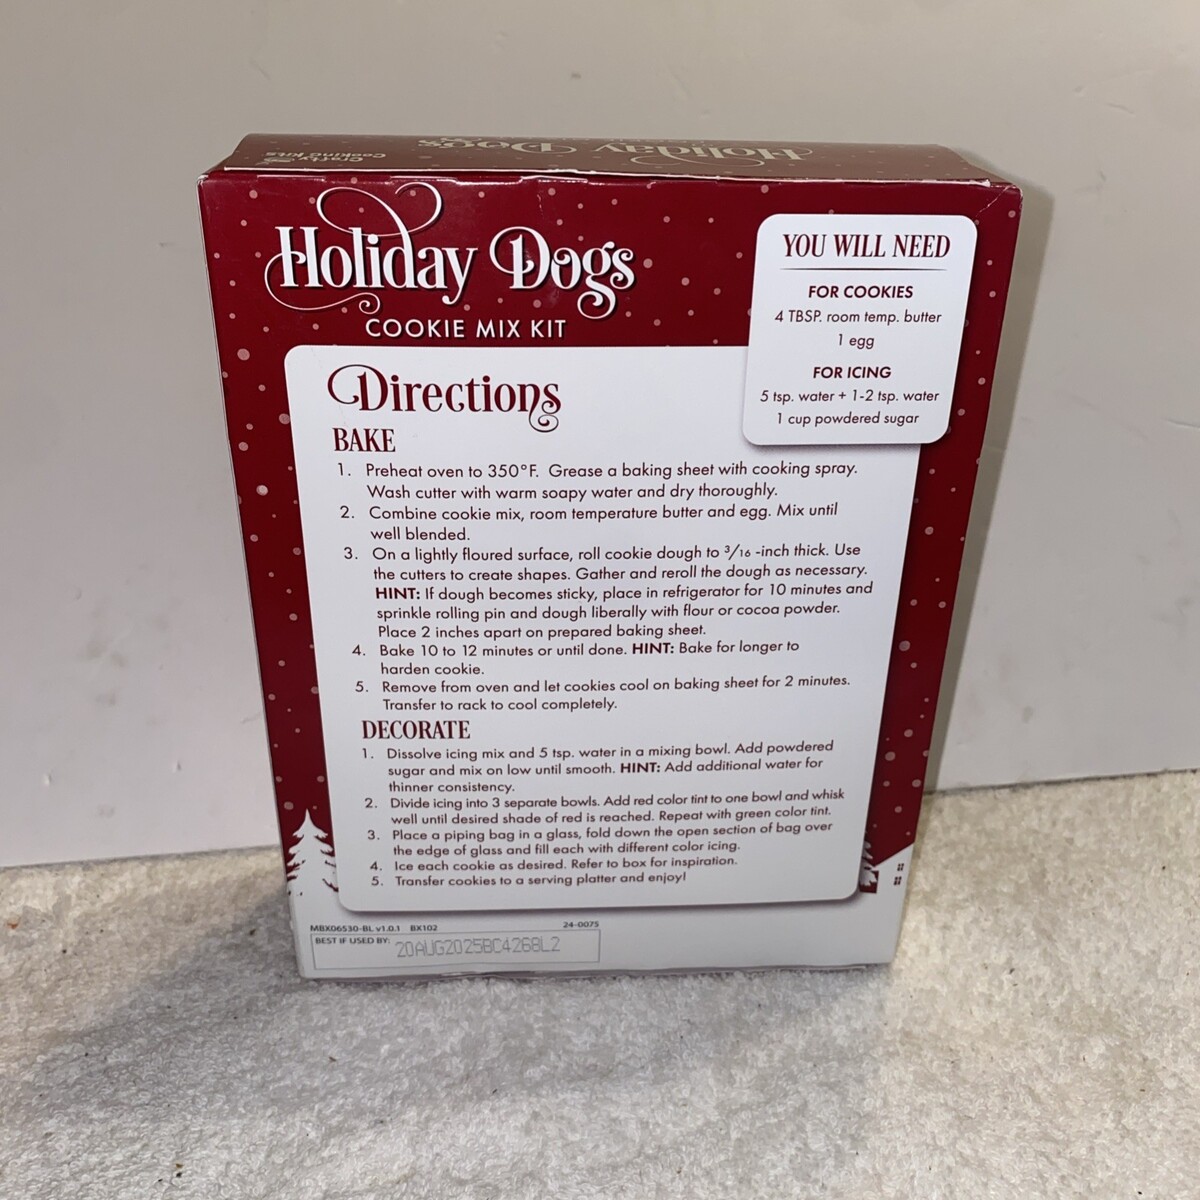 Holiday Dogs
Crafty
Cooking Kits
Holiday Dogs
COOKIE MIX KIT
YOU WILL NEED
FOR COOKIES
4 TBSP. room temp. butter
1 egg
FOR ICING
5 tsp. water + 1-2 tsp. water
1 cup powdered sugar
Directions
BAKE
1. Preheat oven to 350°F. Grease a baking sheet with cooking spray.
Wash cutter with warm soapy water and dry thoroughly.
2. Combine cookie mix, room temperature butter and egg. Mix until
well blended.
3. On a lightly floured surface, roll cookie dough to 3/16 -inch thick. Use
the cutters to create shapes. Gather and reroll the dough as necessary.
HINT: If dough becomes sticky, place in refrigerator for 10 minutes and
sprinkle rolling pin and dough liberally with flour or cocoa powder.
Place 2 inches apart on prepared baking sheet.
4. Bake 10 to 12 minutes or until done. HINT: Bake for longer to
harden cookie.
5. Remove from oven and let cookies cool on baking sheet for 2 minutes.
Transfer to rack to cool completely.
DECORATE
1. Dissolve icing mix and 5 tsp. water in a mixing bowl. Add powdered
sugar and mix on low until smooth. HINT: Add additional water for
thinner consistency.
2. Divide icing into 3 separate bowls. Add red color tint to one bowl and whisk
well until desired shade of red is reached. Repeat with green color tint.
3. Place a piping bag in a glass, fold down the open section of bag over
the edge of glass and fill each with different color icing.
4. Ice each cookie as desired. Refer to box for inspiration.
5. Transfer cookies to a serving platter and enjoy!
MBX06530-BL v1.0.1 BX102
24-0075
BEST IF USED BY: 20AUG2025BC4268L2